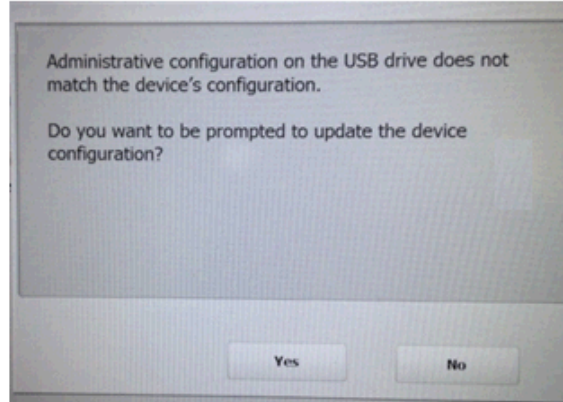 Administrative configuration on the USB drive does not
match the device's configuration.
Do you want to be prompted to update the device
configuration?
Yes
No